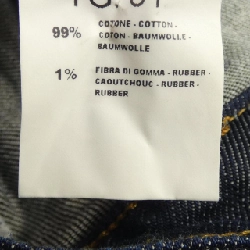 99% COTONE - COTTON -
COTON - BAUMWOLLE -
BAUMWOLLE
1% FIBRA DI GOMMA - RUBBER -
CAOUTCHOUC - RUBBER -
RUBBER